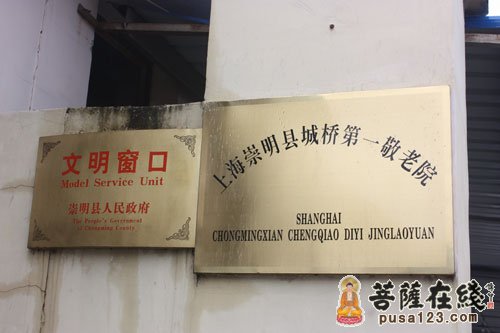 文明窗口
Model Service Unit
崇明县人民政府
The People's Government
of Chongming County
上海崇明县城桥第一敬老院
SHANGHAI
CHONGMINGXIAN CHENGQIAO DIYI JINGLAOYUAN
菩薩在綫
pusa123.com